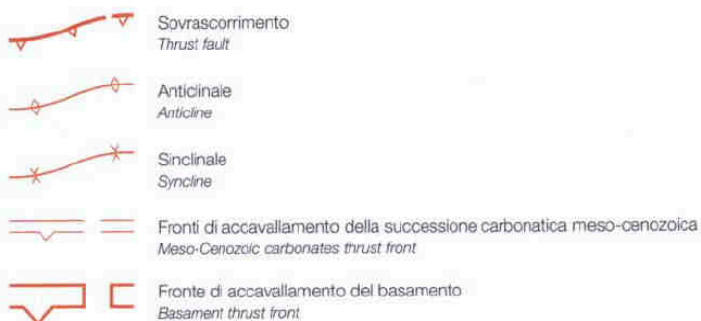 Sovrascorrimento
Thrust fault
Anticlinale
Anticline
Sinclinale
Syncline
Fronti di accavallamento della successione carbonatica meso-cenozoica
Meso-Cenozoic carbonates thrust front
Fronte di accavallamento del basamento
Basament thrust front